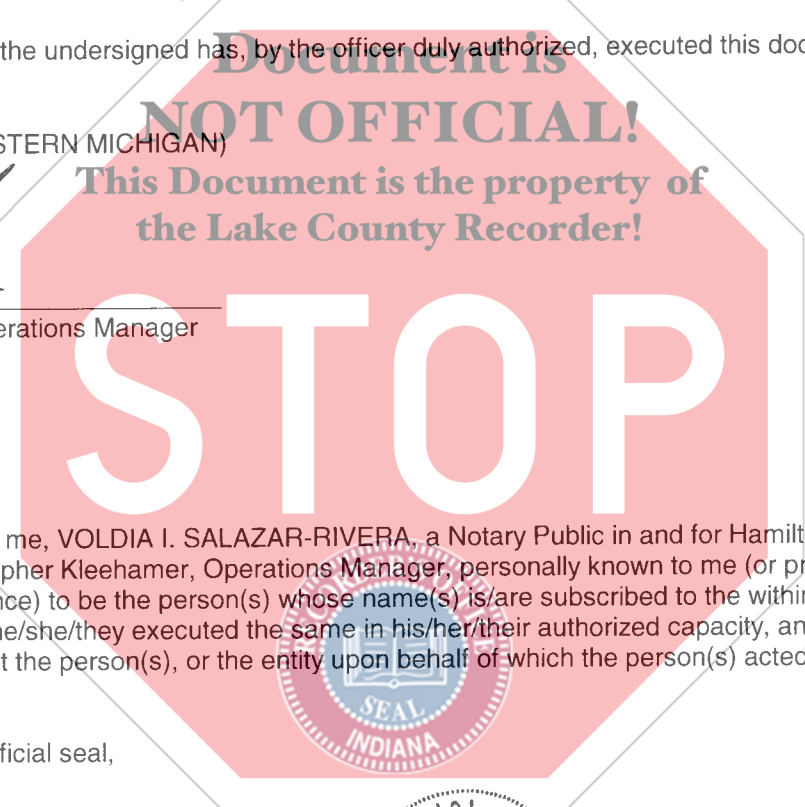 Document is
the undersigned has, by the officer duly authorized, executed this doc
NOT OFFICIAL!
STERN MICHIGAN)
This Document is the property of
the Lake County Recorder!
erations Manager
STOP
me, VOLDIA I. SALAZAR-RIVERA, a Notary Public in and for Hamilt
pher Kleehamer, Operations Manager, personally known to me (or pr
nce) to be the person(s) whose name(s) is/are subscribed to the within
ne/she/they executed the same in his/her/their authorized capacity, an
t the person(s), or the entity upon behalf of which the person(s) acted
SEAL
INDIANA
ficial seal,